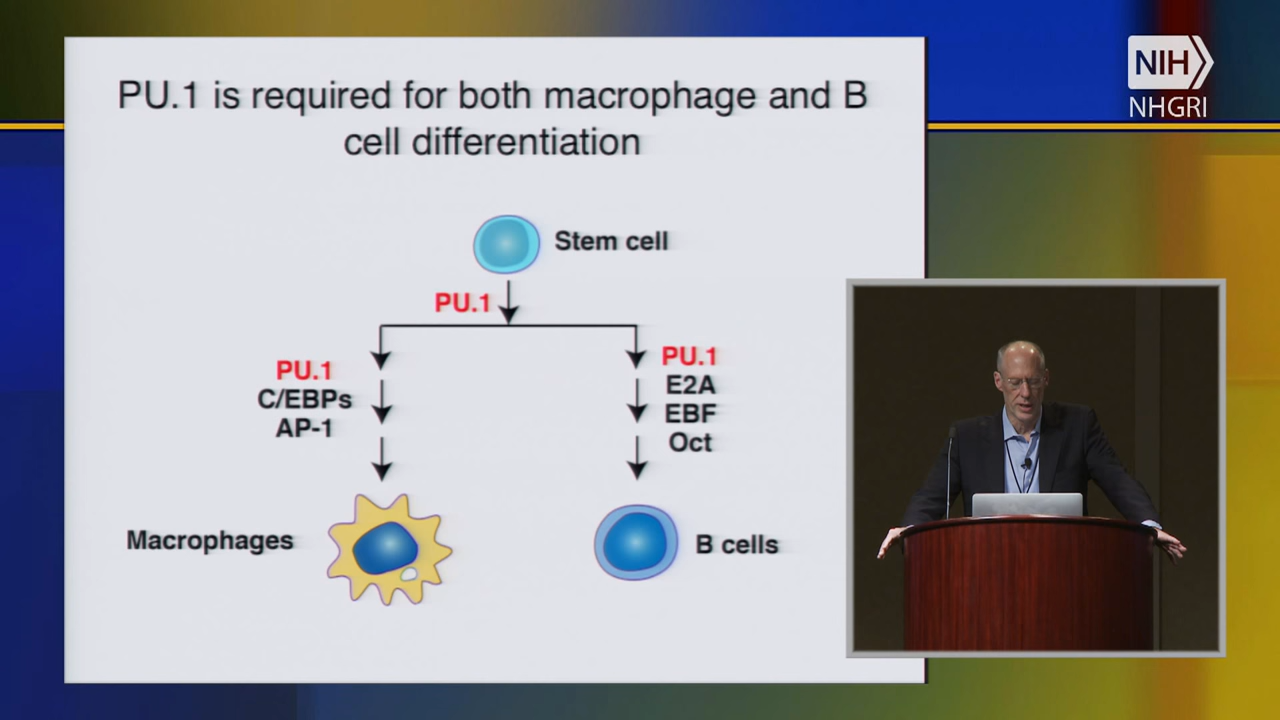 PU.1 is required for both macrophage and B
cell differentiation
Stem cell
PU.1
PU.1
C/EBPs
AP-1
PU.1
E2A
EBF
Oct
Macrophages
B cells
NIH
NHGRI